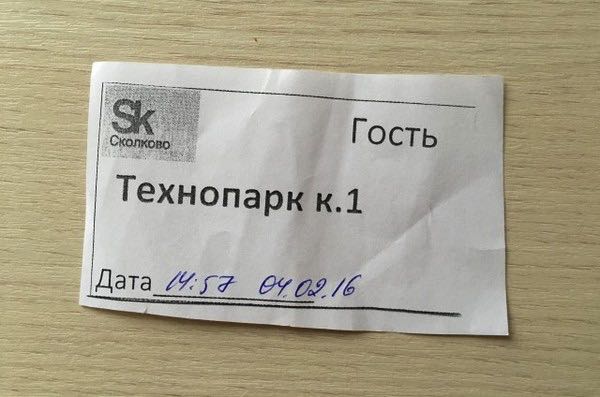 Sk
Сколково
Гость
Технопарк к.1
Дата 14:57 04.02.16